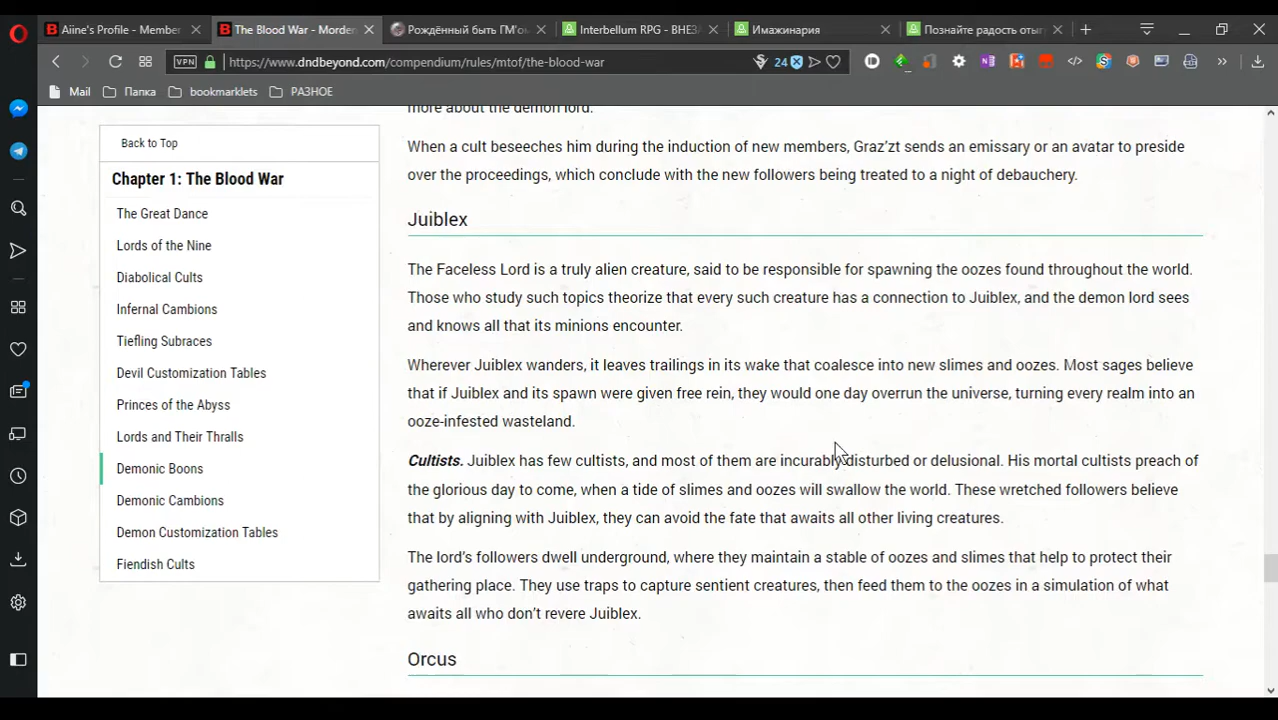 Aiine's Profile - Member
The Blood War - Morden
Рождённый быть ГМ'ом
Interbellum RPG - ВНЕЗ
Имажинария
Познайте радость отыг
VPN
https://www.dndbeyond.com/compendium/rules/mtof/the-blood-war
24
Mail
Папка
bookmarklets
РАЗНОЕ
Back to Top
Chapter 1: The Blood War
The Great Dance
Lords of the Nine
Diabolical Cults
Infernal Cambions
Tiefling Subraces
Devil Customization Tables
Princes of the Abyss
Lords and Their Thralls
Demonic Boons
Demonic Cambions
Demon Customization Tables
Fiendish Cults
more about the demon lord.
When a cult beseeches him during the induction of new members, Graz'zt sends an emissary or an avatar to preside
over the proceedings, which conclude with the new followers being treated to a night of debauchery.
Juiblex
The Faceless Lord is a truly alien creature, said to be responsible for spawning the oozes found throughout the world.
Those who study such topics theorize that every such creature has a connection to Juiblex, and the demon lord sees
and knows all that its minions encounter.
Wherever Juiblex wanders, it leaves trailings in its wake that coalesce into new slimes and oozes. Most sages believe
that if Juiblex and its spawn were given free rein, they would one day overrun the universe, turning every realm into an
ooze-infested wasteland.
Cultists. Juiblex has few cultists, and most of them are incurably disturbed or delusional. His mortal cultists preach of
the glorious day to come, when a tide of slimes and oozes will swallow the world. These wretched followers believe
that by aligning with Juiblex, they can avoid the fate that awaits all other living creatures.
The lord's followers dwell underground, where they maintain a stable of oozes and slimes that help to protect their
gathering place. They use traps to capture sentient creatures, then feed them to the oozes in a simulation of what
awaits all who don't revere Juiblex.
Orcus